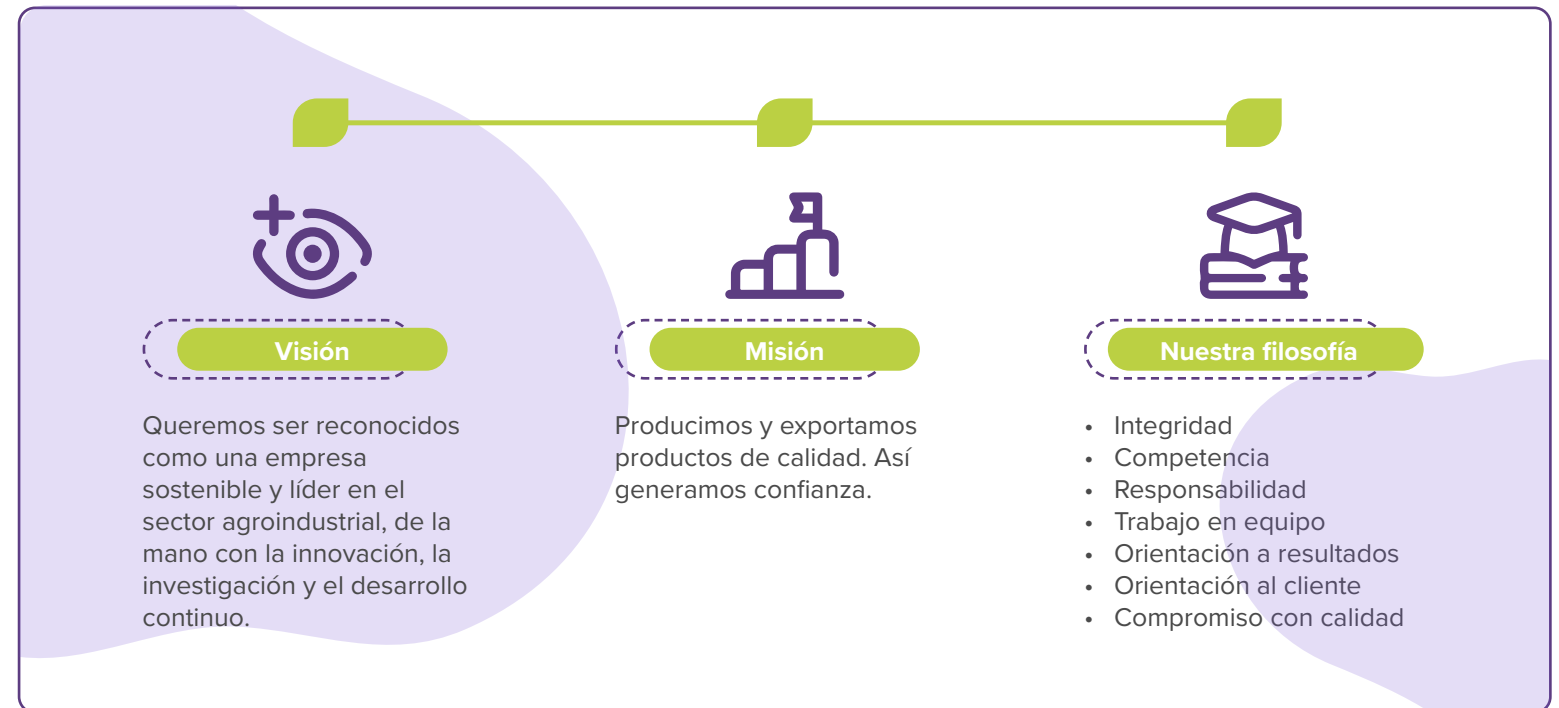 Visión
Queremos ser reconocidos
como una empresa
sostenible y líder en el
sector agroindustrial, de la
mano con la innovación, la
investigación y el desarrollo
continuo.
Misión
Producimos y exportamos
productos de calidad. Así
generamos confianza.
Nuestra filosofía
• Integridad
• Competencia
• Responsabilidad
• Trabajo en equipo
• Orientación a resultados
• Orientación al cliente
• Compromiso con calidad